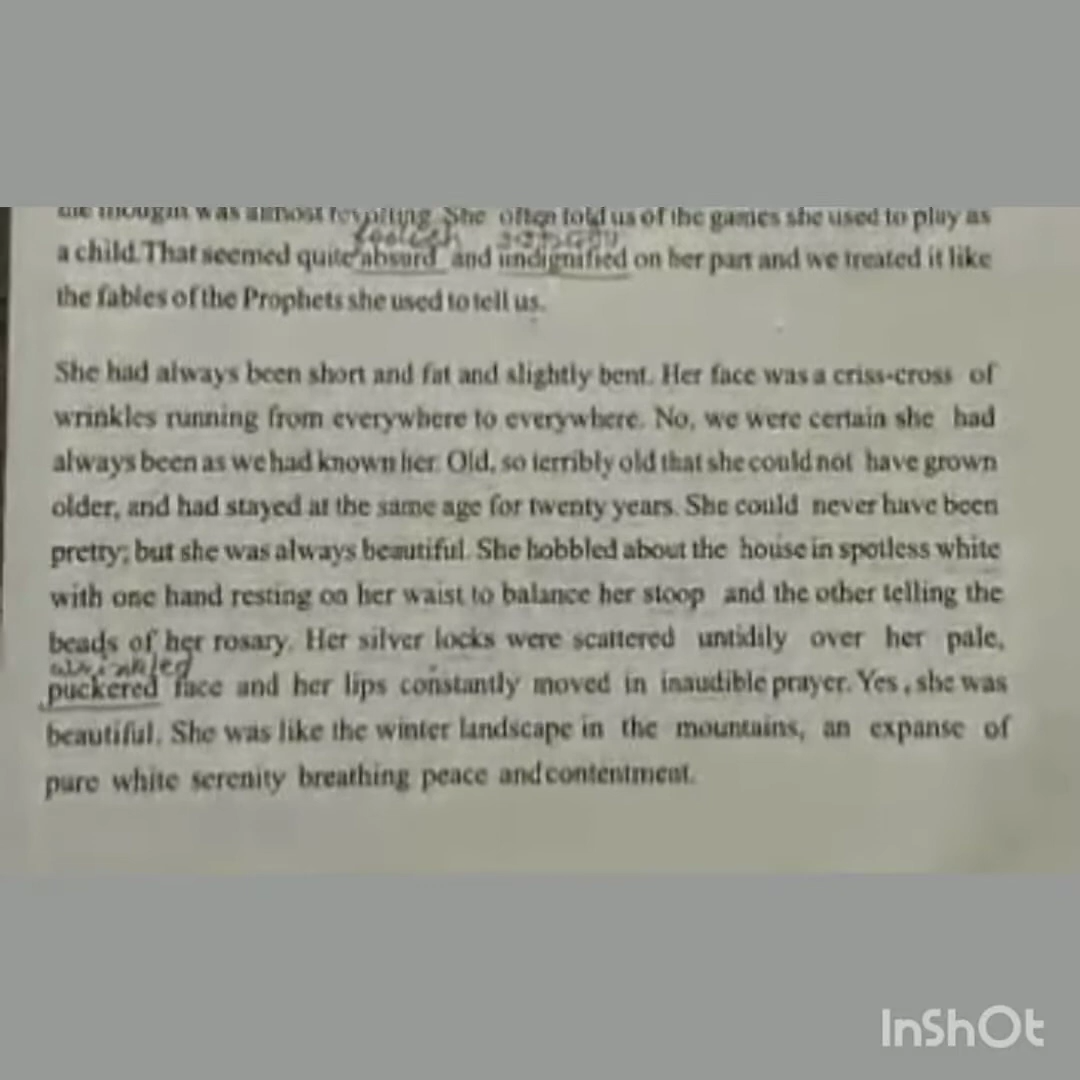 the thought was almost revolting. She often told us of the games she used to play as
foolish
a child. That seemed quite absurd and undignified on her part and we treated it like
the fables of the Prophets she used to tell us.
She had always been short and fat and slightly bent. Her face was a criss-cross of
wrinkles running from everywhere to everywhere. No, we were certain she had
always been as we had known her. Old, so terribly old that she could not have grown
older, and had stayed at the same age for twenty years. She could never have been
pretty; but she was always beautiful. She hobbled about the house in spotless white
with one hand resting on her waist to balance her stoop and the other telling the
beads of her rosary. Her silver locks were scattered untidily over her pale,
wrinkled
puckered face and her lips constantly moved in inaudible prayer. Yes, she was
beautiful. She was like the winter landscape in the mountains, an expanse of
pure white serenity breathing peace and contentment.
InShOt